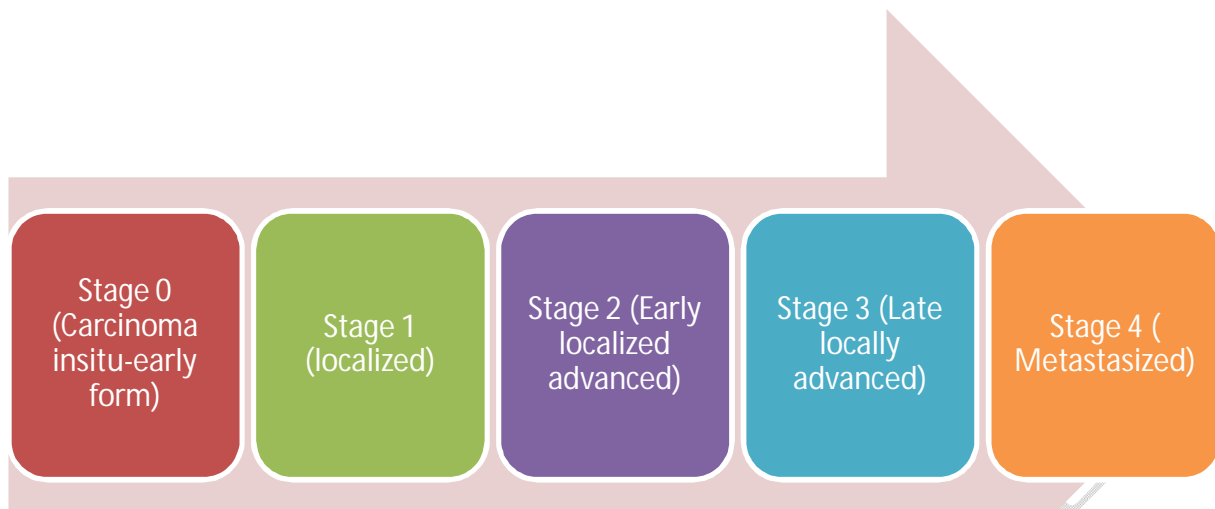 Stage 0
(Carcinoma
insitu-early
form)
Stage 1
(localized)
Stage 2 (Early
localized
advanced)
Stage 3 (Late
locally
advanced)
Stage 4 (
Metastasized)